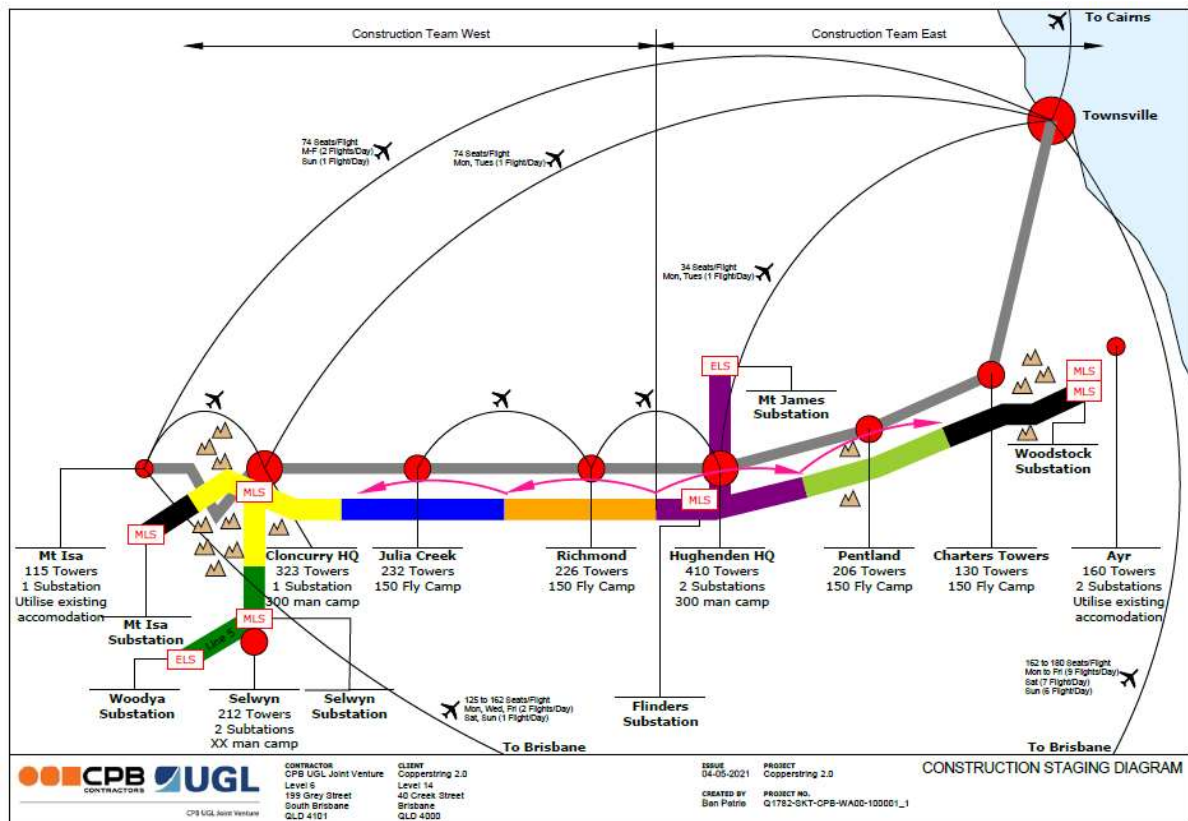 To Cairns
Construction Team West
Construction Team East
Townsville
74 Seats/Flight
M-F (2 Flights/Day)
Sun (1 Flight/Day)
74 Seats/Flight
Mon, Tues (1 Flight/Day)
34 Seats/Flight
Mon, Tues (1 Flight/Day)
ELS
Mt James
Substation
MLS
MLS
Woodstock
Substation
MLS
MLS
MLS
Mt Isa
115 Towers
1 Substation
Utilise existing
accomodation
Mt Isa
Substation
Cloncurry HQ
323 Towers
1 Substation
300 man camp
Julia Creek
232 Towers
150 Fly Camp
Richmond
226 Towers
150 Fly Camp
Hughenden HQ
410 Towers
2 Substations
300 man camp
Pentland
206 Towers
150 Fly Camp
Charters Towers
130 Towers
150 Fly Camp
Ayr
160 Towers
2 Substations
Utilise existing
accomodation
MLS
Line 5
ELS
Woodya
Substation
Selwyn
212 Towers
2 Subtations
XX man camp
Selwyn
Substation
125 to 162 Seats/Flight
Mon, Wed, Fri (2 Flights/Day)
Sat, Sun (1 Flight/Day)
Flinders
Substation
162 to 180 Seats/Flight
Mon to Fri (9 Flights/Day)
Sat (7 Flight/Day)
Sun (6 Flight/Day)
To Brisbane
To Brisbane
CPB
CONTRACTORS
UGL
CPB UGL Joint Venture
CONTRACTOR
CPB UGL Joint Venture
Level 6
199 Grey Street
South Brisbane
QLD 4101
CLIENT
Copperstring 2.0
Level 14
40 Creek Street
Brisbane
QLD 4000
ISSUE
04-05-2021
CREATED BY
Ben Petrie
PROJECT
Copperstring 2.0
PROJECT NO.
Q1782-SKT-CPB-WA00-100001_1
CONSTRUCTION STAGING DIAGRAM